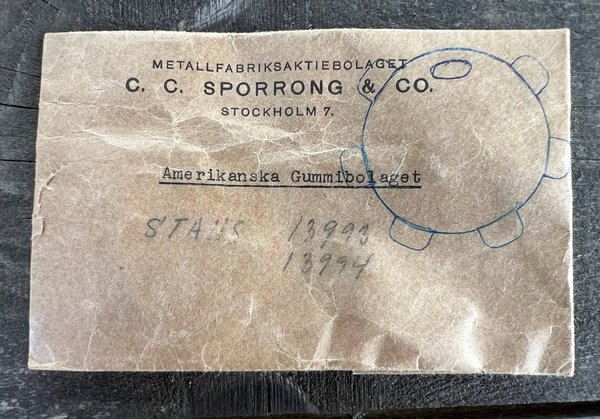 METALLFABRIKSAKTIEBOLAGET
C. C. SPORRONG & CO.
STOCKHOLM 7.
Amerikanska Gummibolaget
STANS 13993
13994